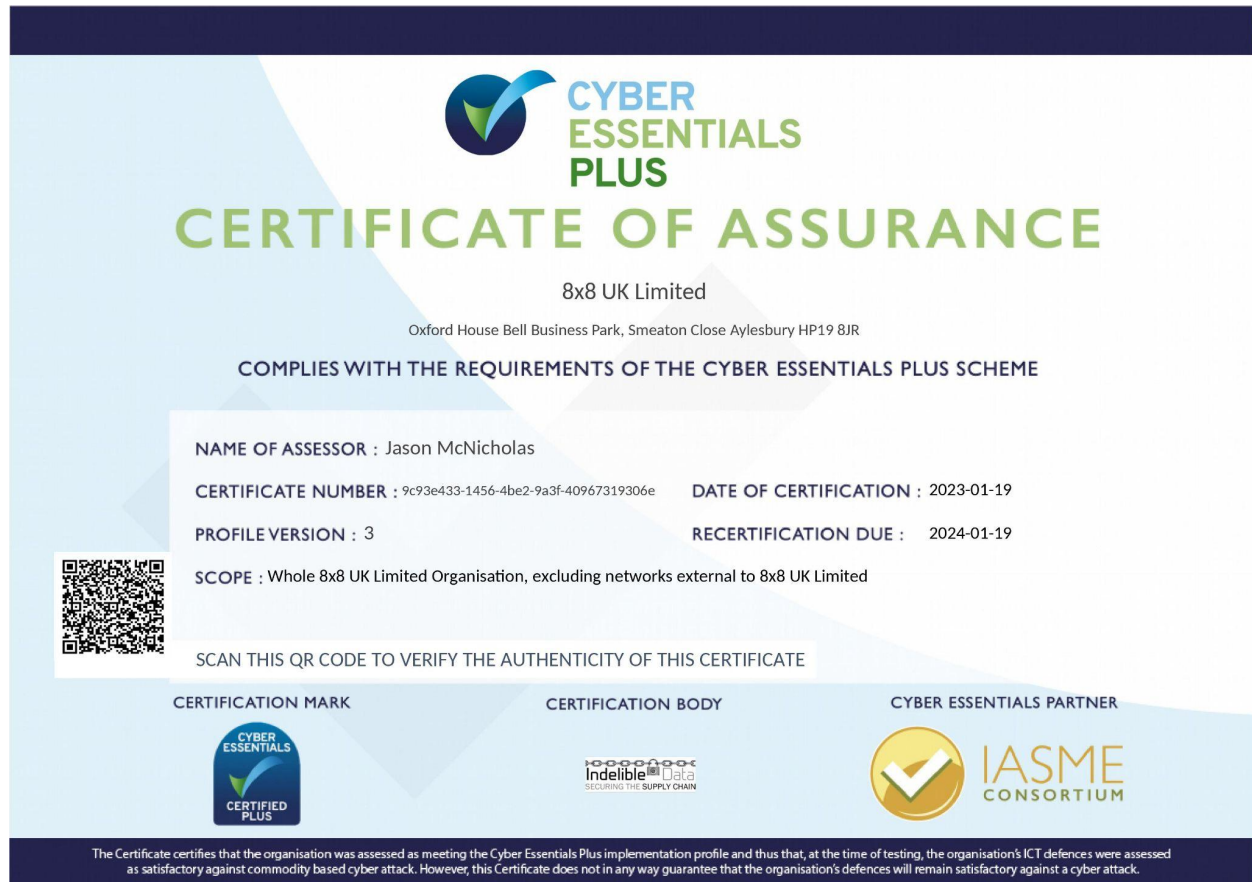 CYBER
ESSENTIALS
PLUS
CERTIFICATE OF ASSURANCE
8x8 UK Limited
Oxford House Bell Business Park, Smeaton Close Aylesbury HP19 8JR
COMPLIES WITH THE REQUIREMENTS OF THE CYBER ESSENTIALS PLUS SCHEME
NAME OF ASSESSOR : Jason McNicholas
CERTIFICATE NUMBER : 9c93e433-1456-4be2-9a3f-40967319306e DATE OF CERTIFICATION : 2023-01-19
PROFILE VERSION : 3 RECERTIFICATION DUE : 2024-01-19
SCOPE : Whole 8x8 UK Limited Organisation, excluding networks external to 8x8 UK Limited
SCAN THIS QR CODE TO VERIFY THE AUTHENTICITY OF THIS CERTIFICATE
CERTIFICATION MARK CERTIFICATION BODY CYBER ESSENTIALS PARTNER
CYBER
ESSENTIALS
CERTIFIED
PLUS
Indelible Data
SECURING THE SUPPLY CHAIN
IASME
CONSORTIUM
The Certificate certifies that the organisation was assessed as meeting the Cyber Essentials Plus implementation profile and thus that, at the time of testing, the organisation's ICT defences were assessed
as satisfactory against commodity based cyber attack. However, this Certificate does not in any way guarantee that the organisation's defences will remain satisfactory against a cyber attack.